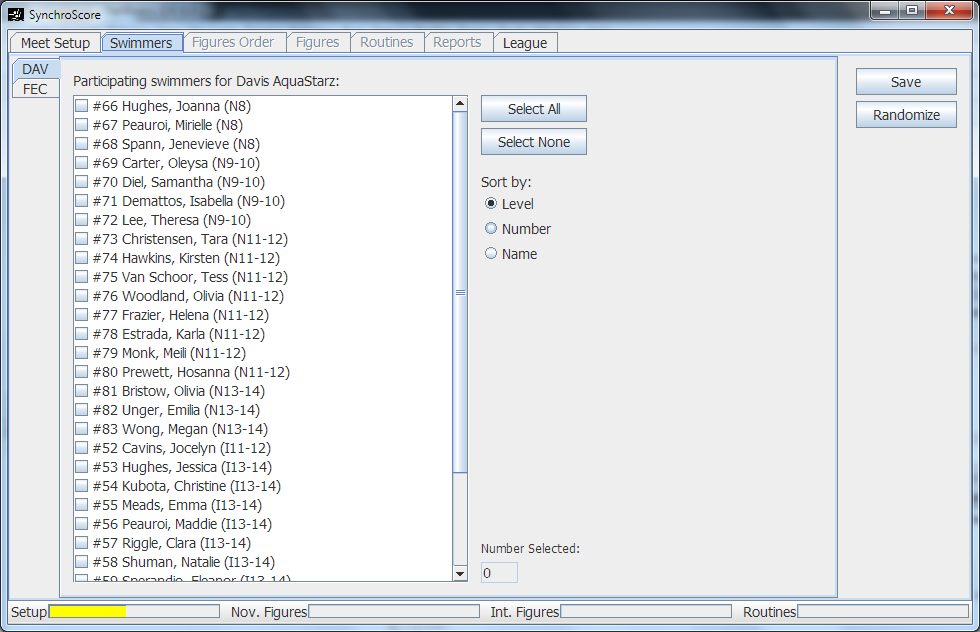 SynchroScore
Meet Setup Swimmers Figures Order Figures Routines Reports League
DAV
FEC
Participating swimmers for Davis AquaStarz:
#66 Hughes, Joanna (N8)
#67 Peauroi, Mirielle (N8)
#68 Spann, Jenevieve (N8)
#69 Carter, Oleysa (N9-10)
#70 Diel, Samantha (N9-10)
#71 Demattos, Isabella (N9-10)
#72 Lee, Theresa (N9-10)
#73 Christensen, Tara (N11-12)
#74 Hawkins, Kirsten (N11-12)
#75 Van Schoor, Tess (N11-12)
#76 Woodland, Olivia (N11-12)
#77 Frazier, Helena (N11-12)
#78 Estrada, Karla (N11-12)
#79 Monk, Meili (N11-12)
#80 Prewett, Hosanna (N11-12)
#81 Bristow, Olivia (N13-14)
#82 Unger, Emilia (N13-14)
#83 Wong, Megan (N13-14)
#52 Cavins, Jocelyn (I11-12)
#53 Hughes, Jessica (I13-14)
#54 Kubota, Christine (I13-14)
#55 Meads, Emma (I13-14)
#56 Peauroi, Maddie (I13-14)
#57 Riggle, Clara (I13-14)
#58 Shuman, Natalie (I13-14)
#59 Sperandio, Eleanor (I13-14)
Select All
Select None
Sort by:
Level
Number
Name
Number Selected:
0
Save
Randomize
Setup Nov. Figures Int. Figures Routines